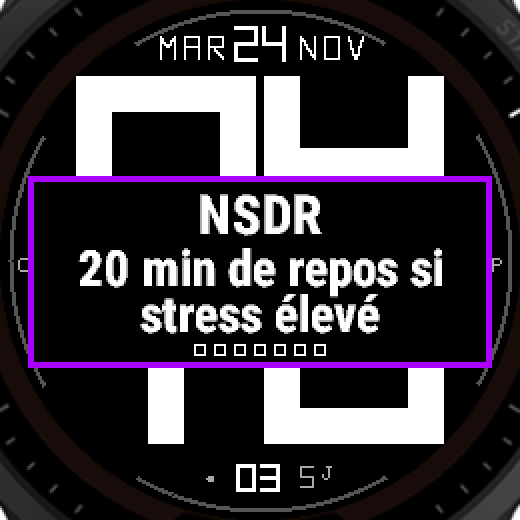 MAR 24 NOV
NSDR
20 min de repos si
stress élevé
C
P
03 5J